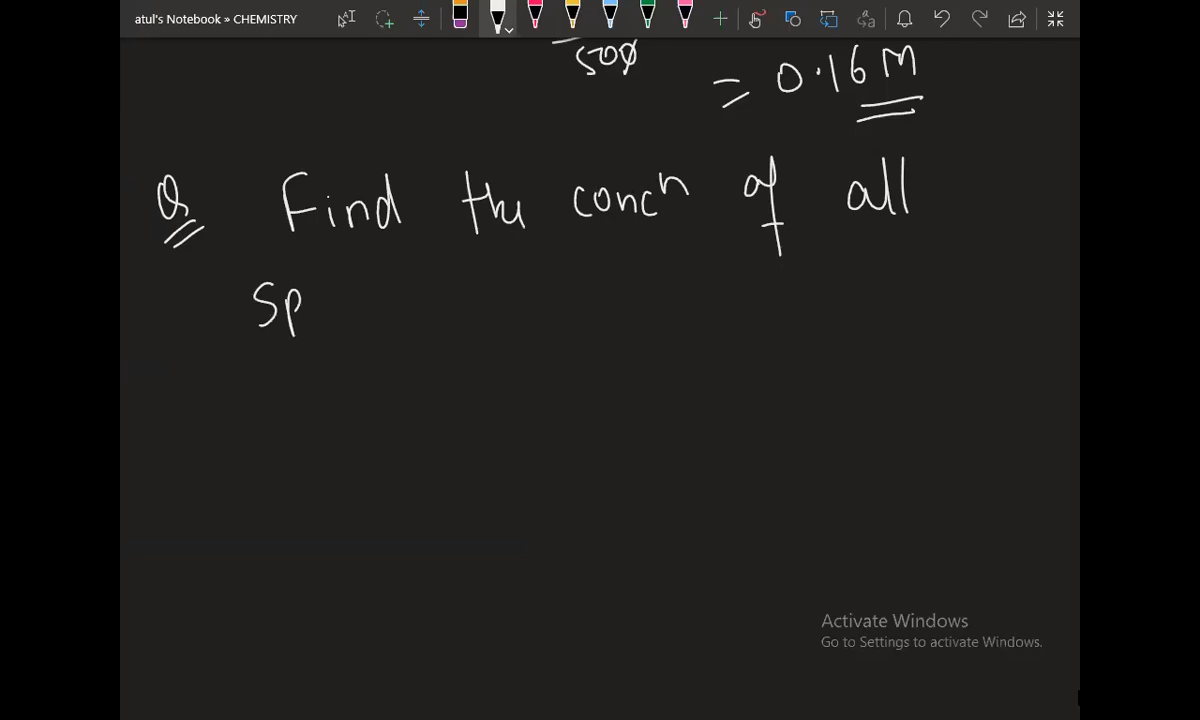 atul's Notebook » CHEMISTRY
500
= 0.16 M
Q Find the concn of all
Sp
Activate Windows
Go to Settings to activate Windows.